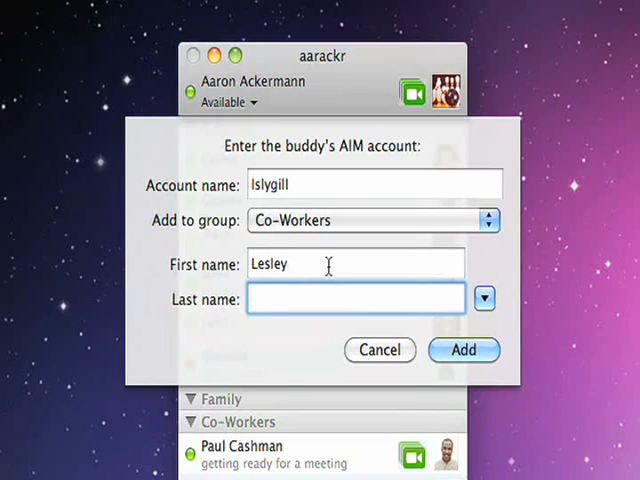 aarackr
Aaron Ackermann
Available
Enter the buddy's AIM account:
Account name: lslygill
Add to group: Co-Workers
First name: Lesley
Last name:
Cancel Add
Family
Co-Workers
Paul Cashman
getting ready for a meeting